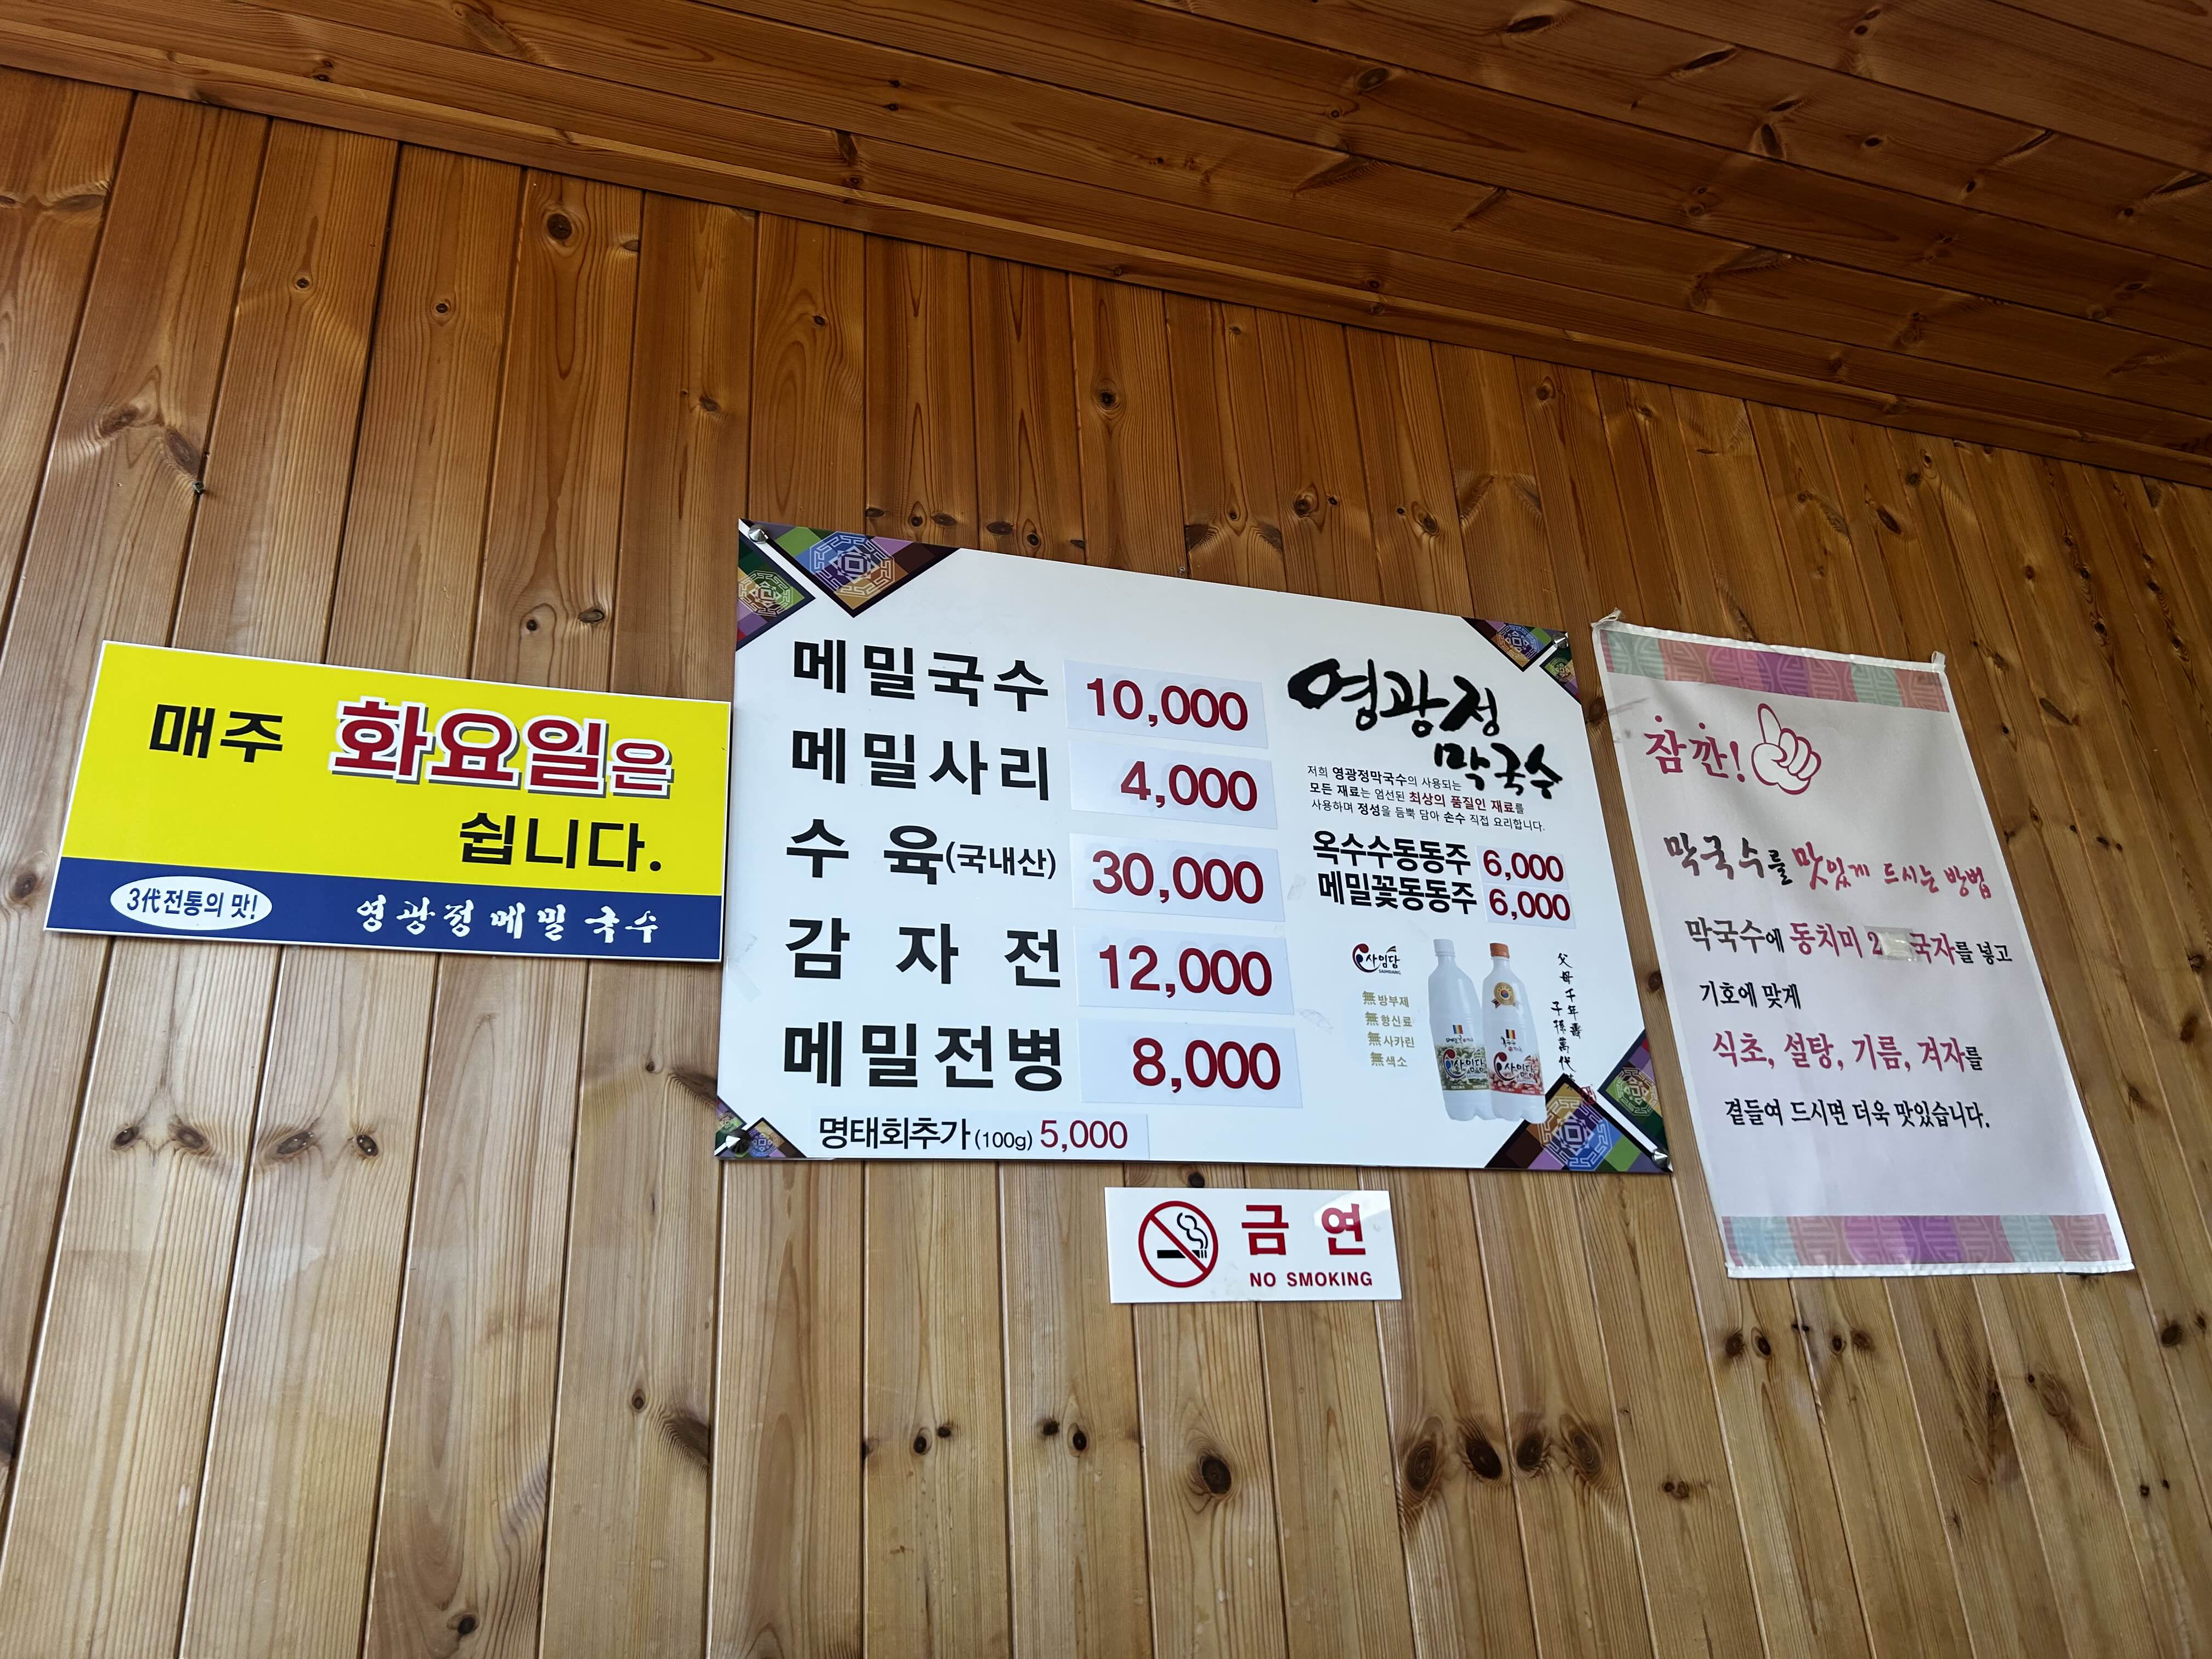 매주 화요일은
쉽니다.
3代 전통의 맛!
영광정메밀국수
메밀국수 10,000
메밀사리 4,000
수 육(국내산) 30,000
감 자 전 12,000
메밀전병 8,000
명태회추가(100g) 5,000
영광정
막국수
저희 영광정막국수의 사용되는
모든 재료는 엄선된 최상의 품질인 재료를
사용하며 정성을 듬뿍 담아 손수 직접 요리합니다.
옥수수동동주 6,000
메밀꽃동동주 6,000
사임당
無방부제
無향신료
無사카린
無색소
父母千年壽
子孫萬代
금 연
NO SMOKING
잠깐!
막국수를 맛있게 드시는 방법
막국수에 동치미 2 국자를 넣고
기호에 맞게
식초, 설탕, 기름, 겨자를
곁들여 드시면 더욱 맛있습니다.